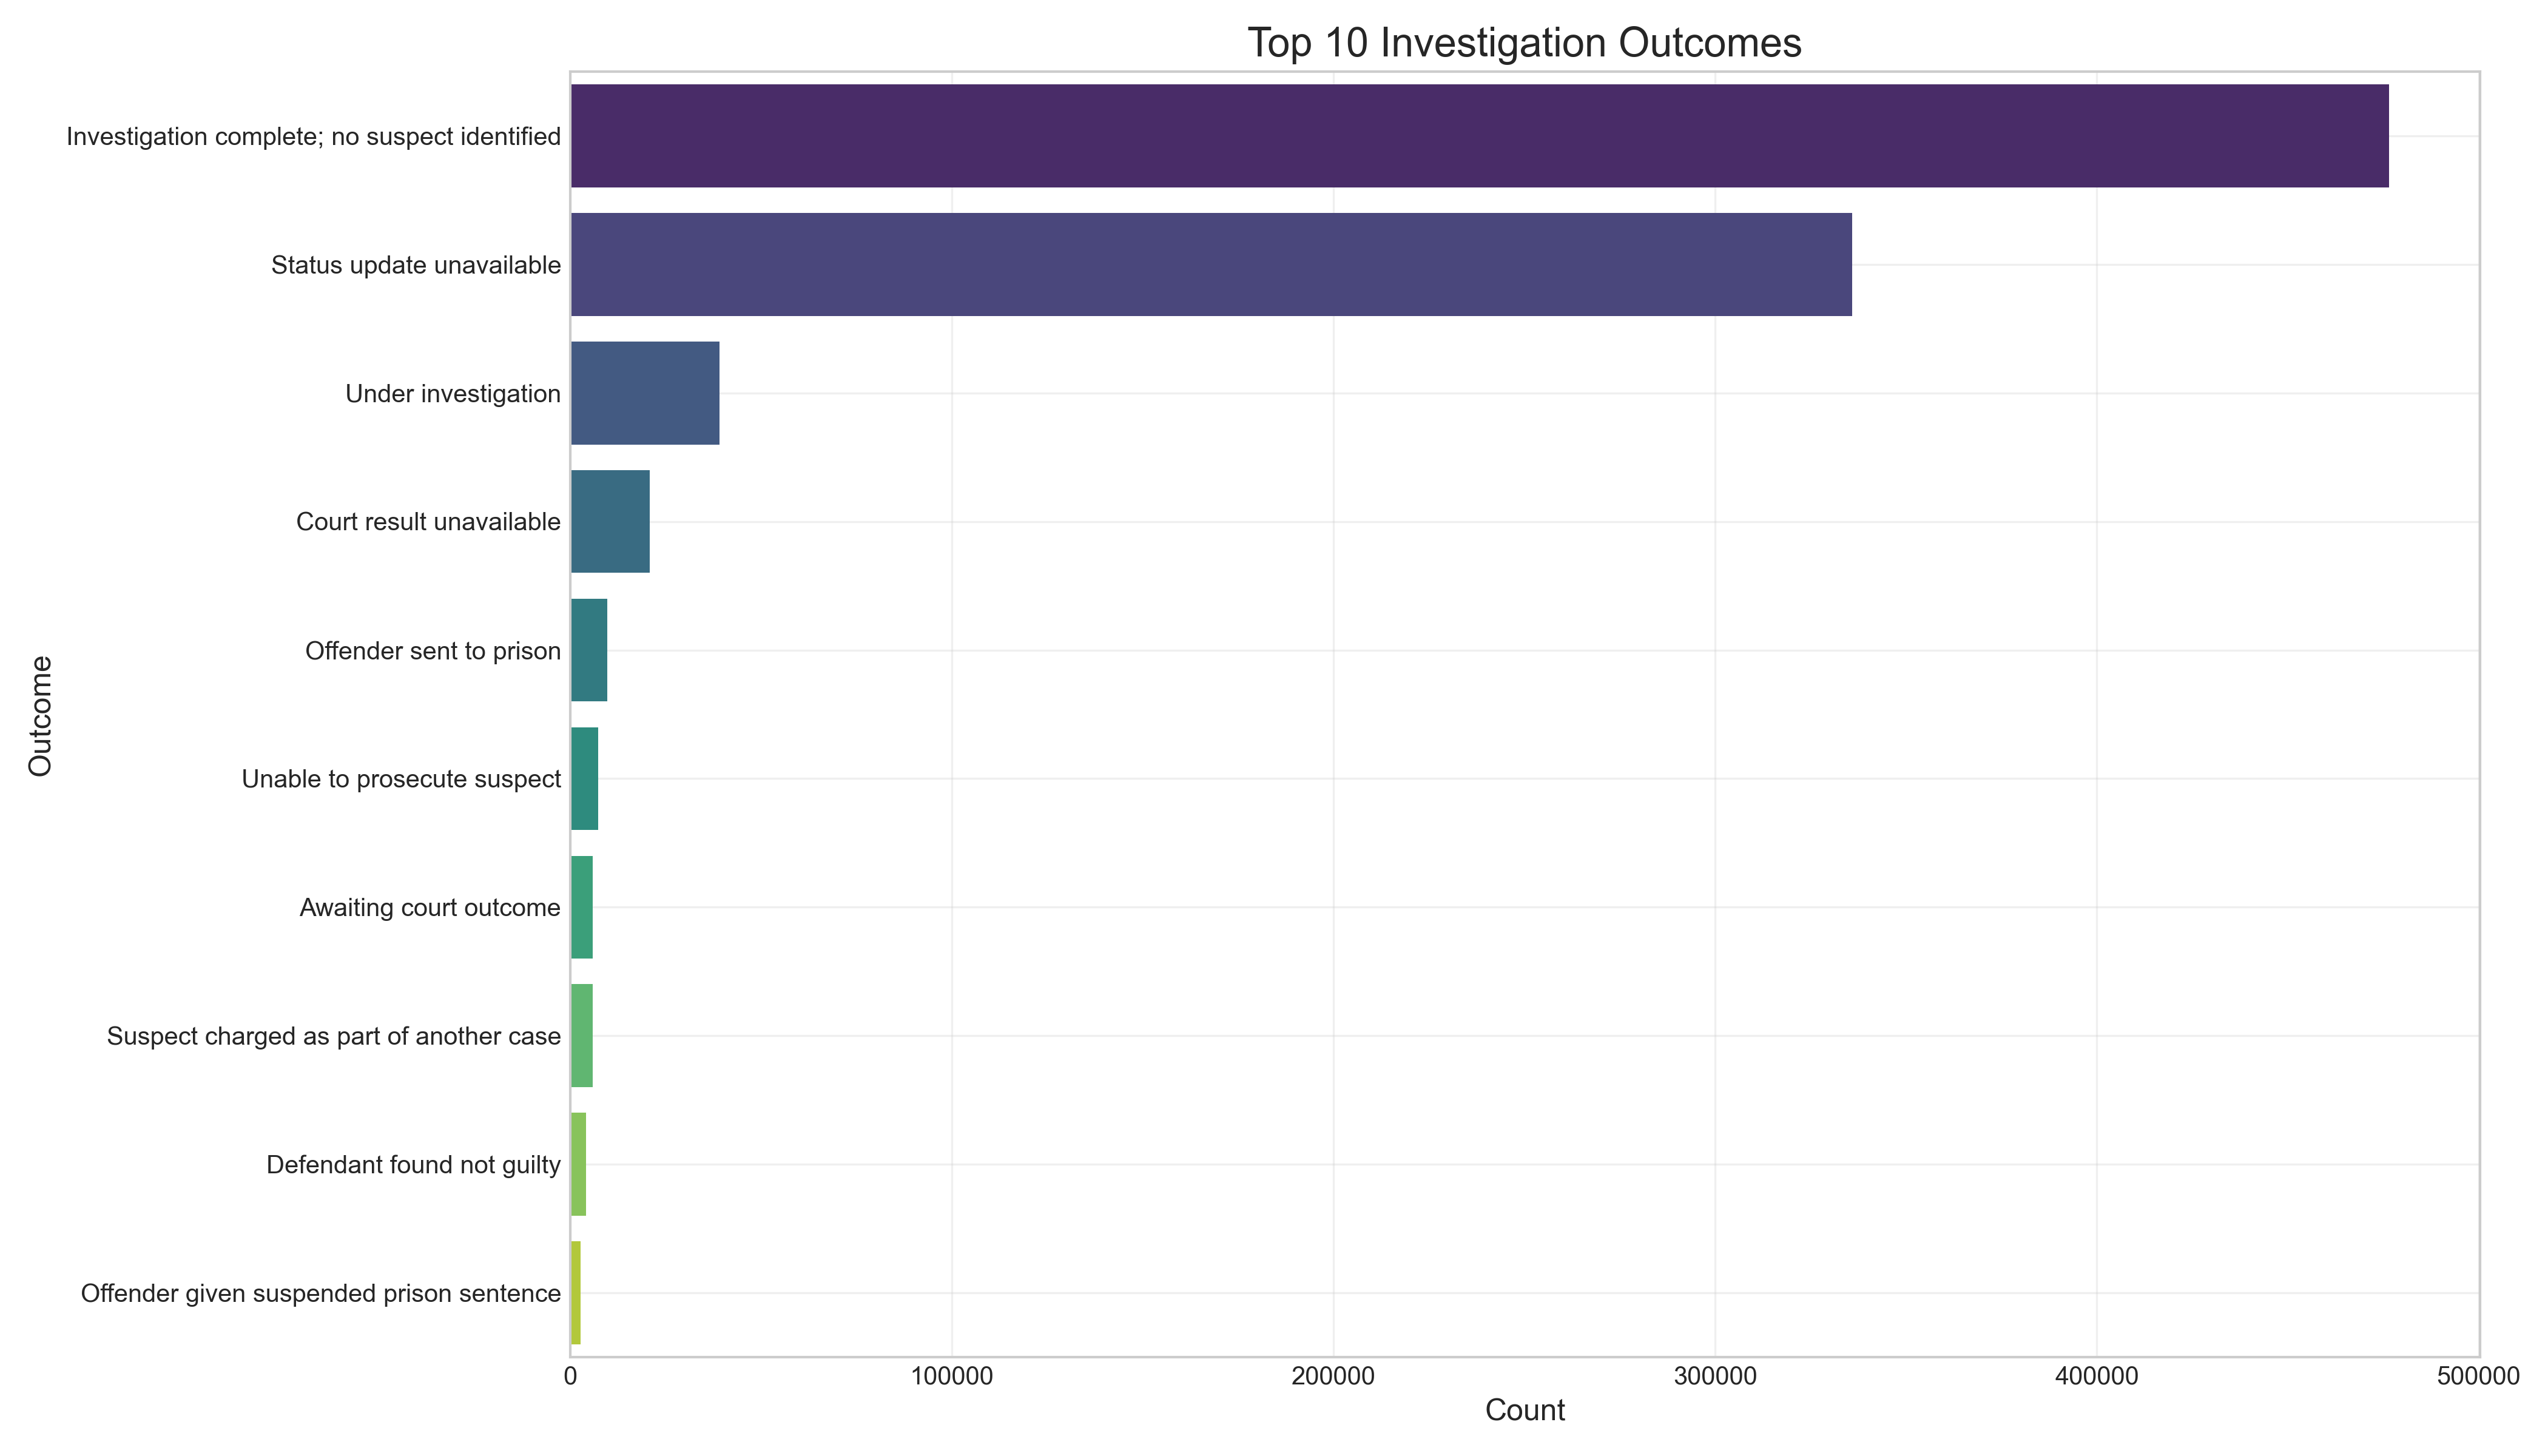 Top 10 Investigation Outcomes
Outcome
Investigation complete; no suspect identified
Status update unavailable
Under investigation
Court result unavailable
Offender sent to prison
Unable to prosecute suspect
Awaiting court outcome
Suspect charged as part of another case
Defendant found not guilty
Offender given suspended prison sentence
0 100000 200000 300000 400000 500000
Count